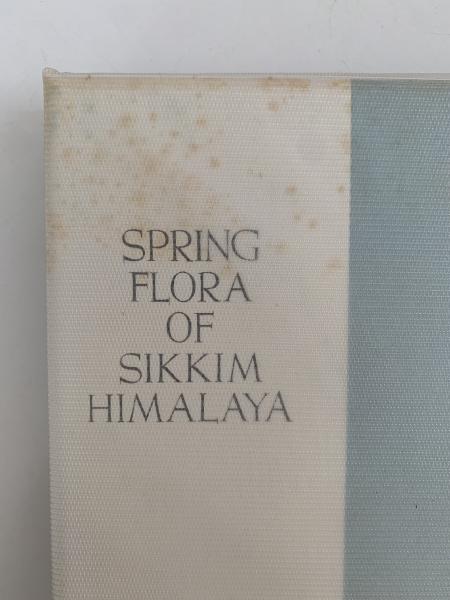 SPRING
FLORA
OF
SIKKIM
HIMALAYA